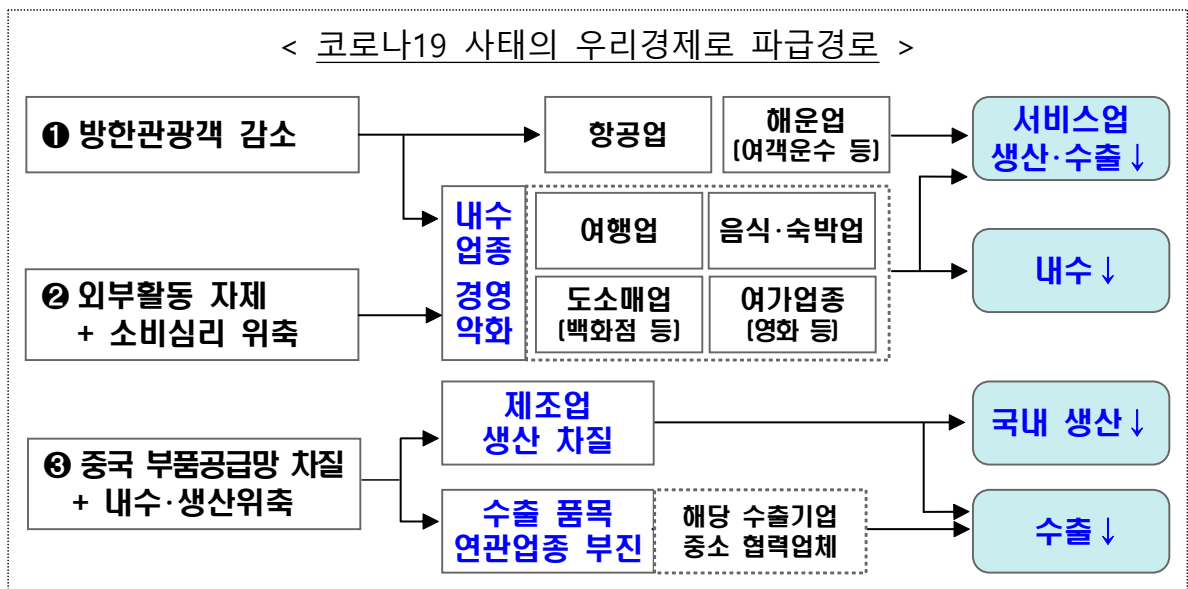 < 코로나19 사태의 우리경제로 파급경로 >
❶ 방한관광객 감소
항공업
해운업
(여객운수 등)
서비스업
생산·수출↓
내수
업종
경영
악화
여행업
음식·숙박업
도소매업
(백화점 등)
여가업종
(영화 등)
내수↓
❷ 외부활동 자제
+ 소비심리 위축
❸ 중국 부품공급망 차질
+ 내수·생산위축
제조업
생산 차질
국내 생산↓
수출 품목
연관업종 부진
해당 수출기업
중소 협력업체
수출↓